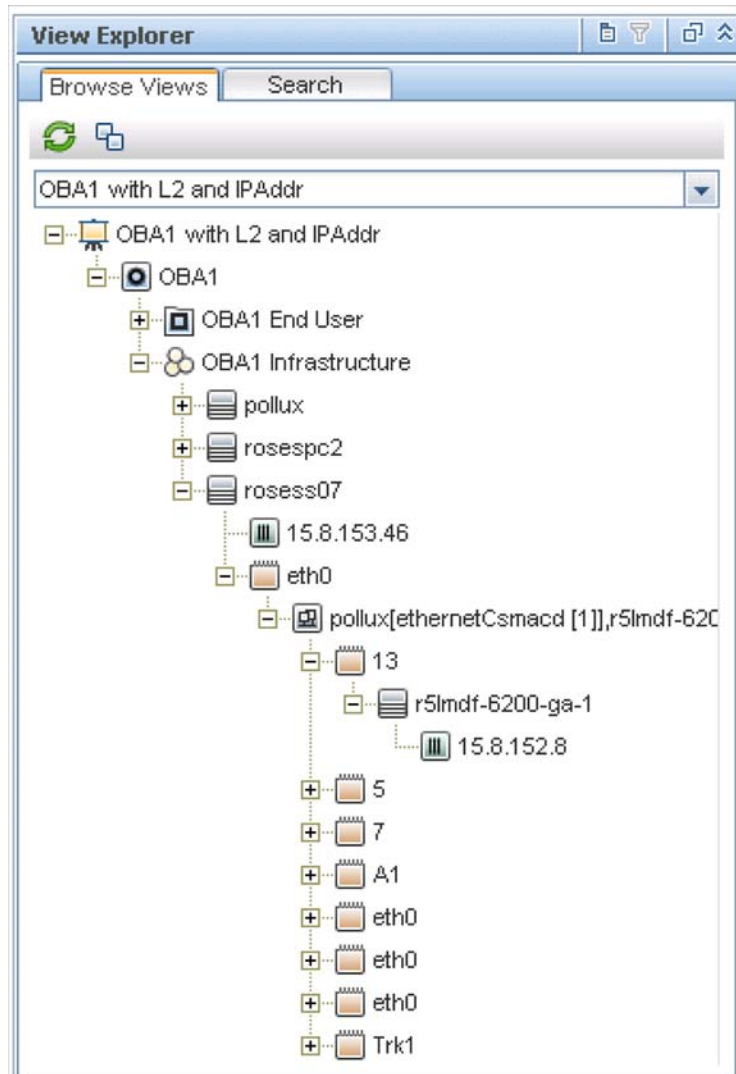 View Explorer
Browse Views
Search
OBA1 with L2 and IPAddr
OBA1 with L2 and IPAddr
OBA1
OBA1 End User
OBA1 Infrastructure
pollux
rosespc2
rosess07
15.8.153.46
eth0
pollux[ethernetCsmacd [1]],r5lmdf-620
13
r5lmdf-6200-ga-1
15.8.152.8
5
7
A1
eth0
eth0
eth0
Trk1